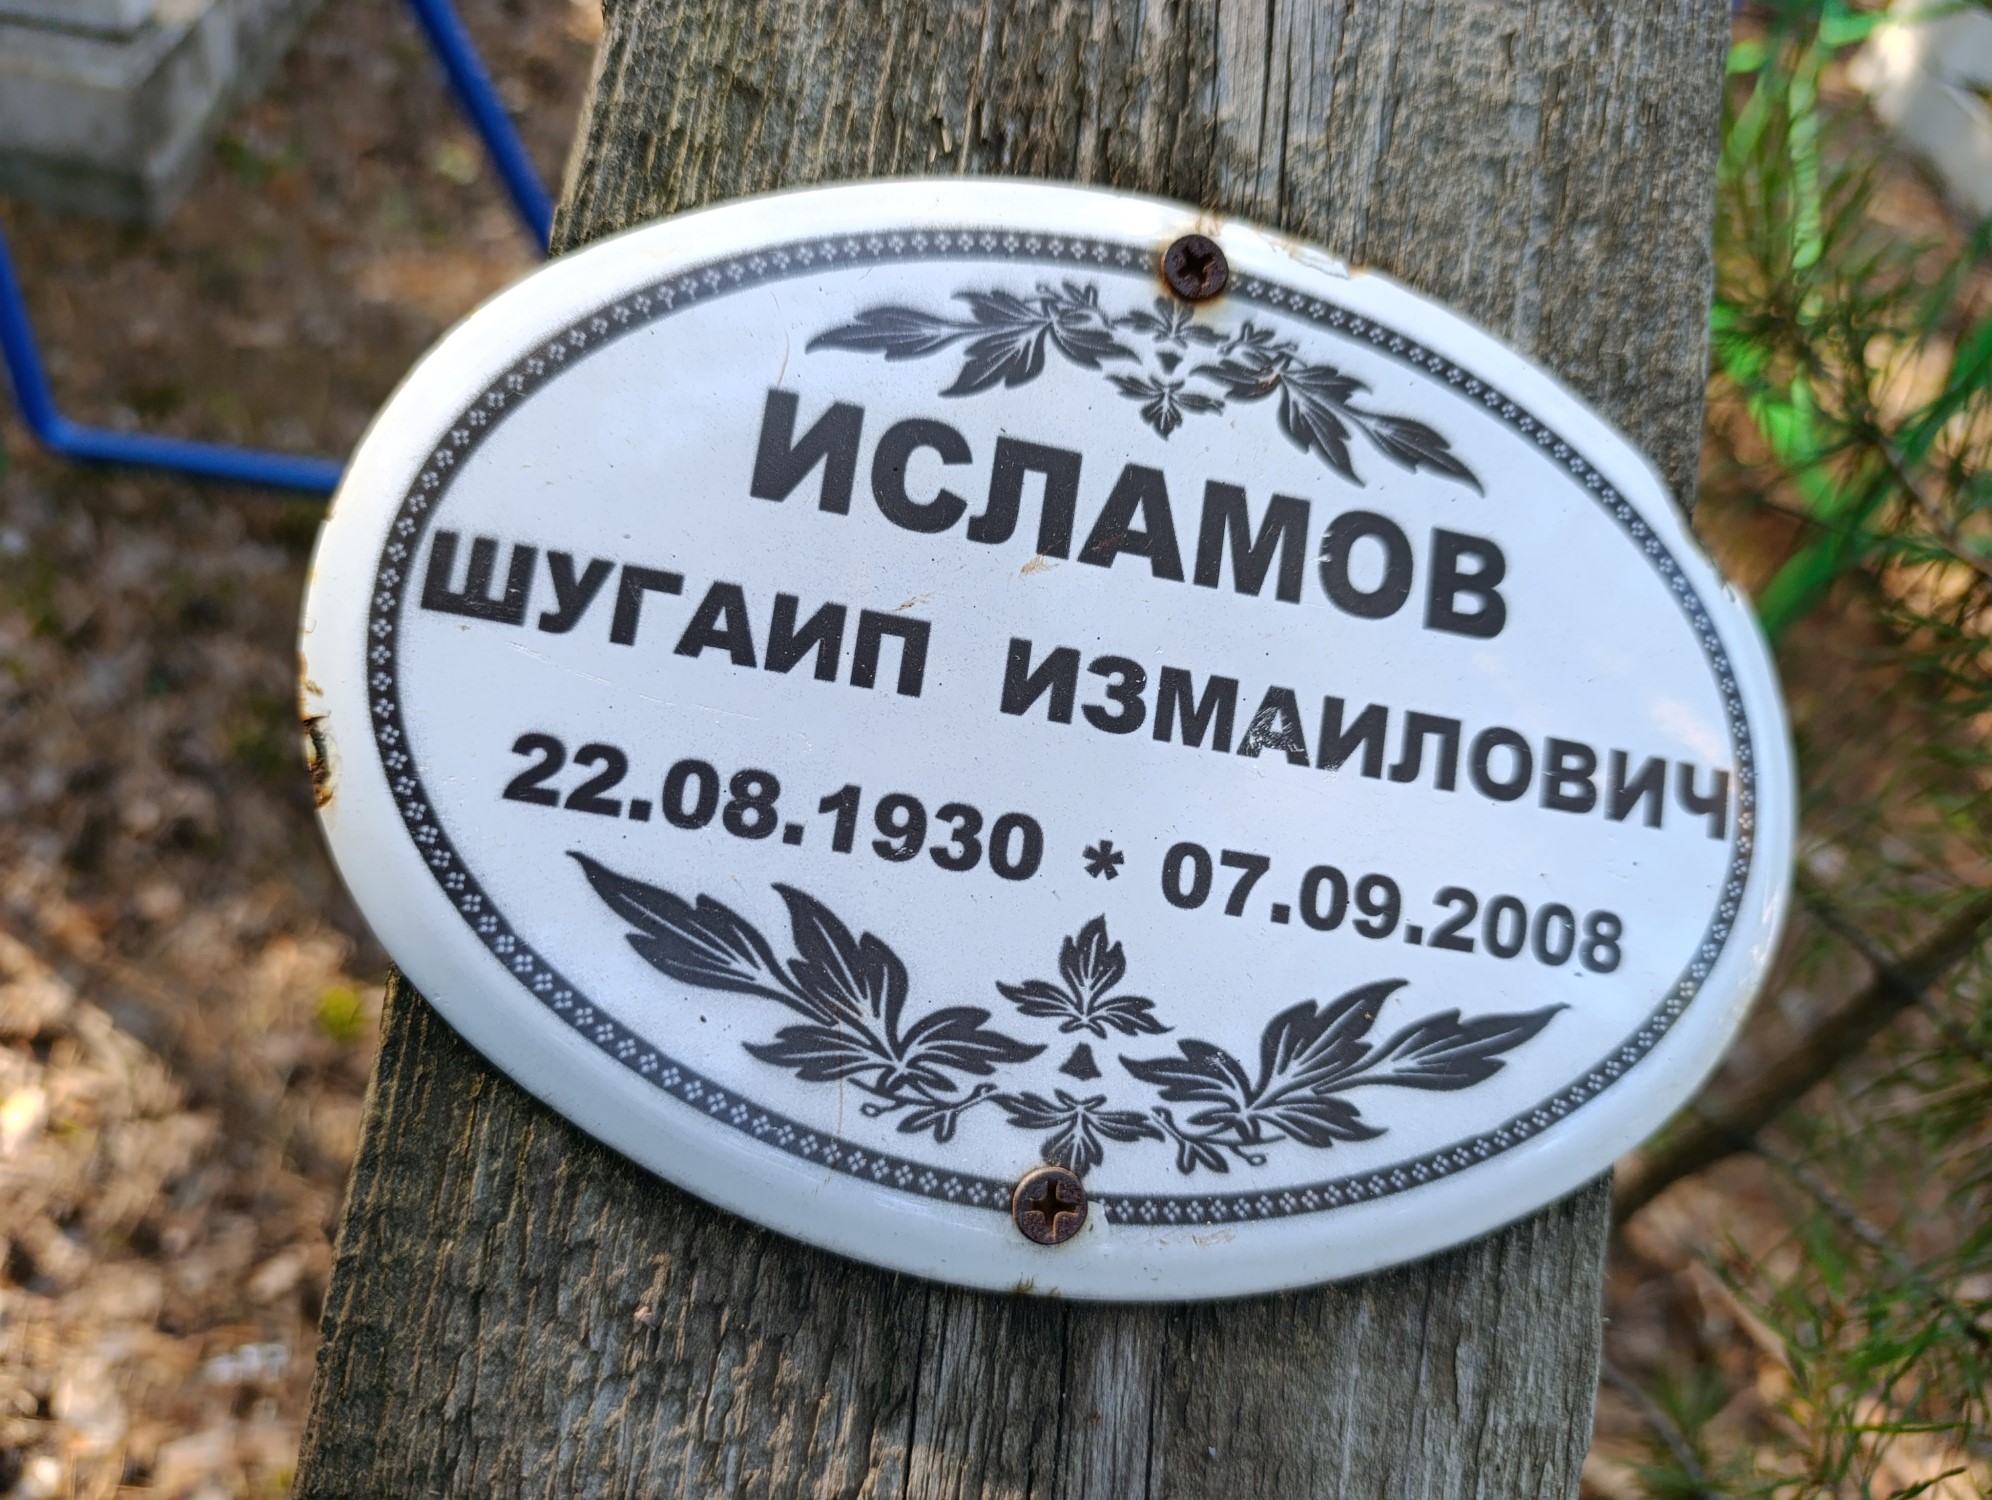 ИСЛАМОВ
ШУГАИП ИЗМАИЛОВИЧ
22.08.1930 * 07.09.2008